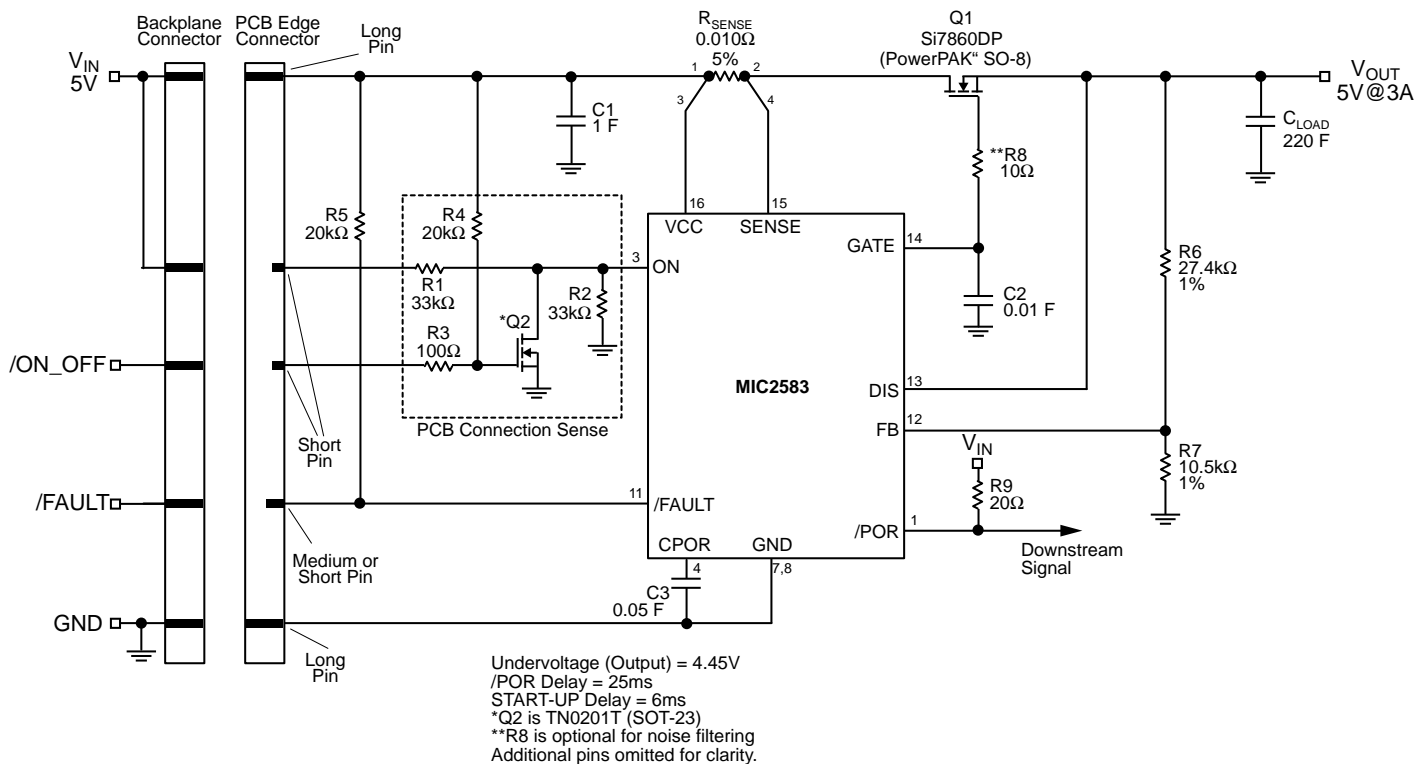 Backplane
Connector
PCB Edge
Connector
Long
Pin
RSENSE
0.010Ω
5%
Q1
Si7860DP
(PowerPAK“ SO-8)
VIN
5V
1
2
3
4
C1
1 F
VOUT
5V@3A
CLOAD
220 F
**R8
10Ω
R5
20kΩ
R4
20kΩ
16
VCC
15
SENSE
GATE
14
3
ON
R1
33kΩ
R2
33kΩ
C2
0.01 F
R6
27.4kΩ
1%
/ON_OFF
R3
100Ω
*Q2
MIC2583
DIS
13
FB
12
PCB Connection Sense
Short
Pin
VIN
R7
10.5kΩ
1%
R9
20Ω
/FAULT
11
/FAULT
/POR
1
Downstream
Signal
Medium or
Short Pin
CPOR
4
GND
7,8
C3
0.05 F
GND
Long
Pin
Undervoltage (Output) = 4.45V
/POR Delay = 25ms
START-UP Delay = 6ms
*Q2 is TN0201T (SOT-23)
**R8 is optional for noise filtering
Additional pins omitted for clarity.